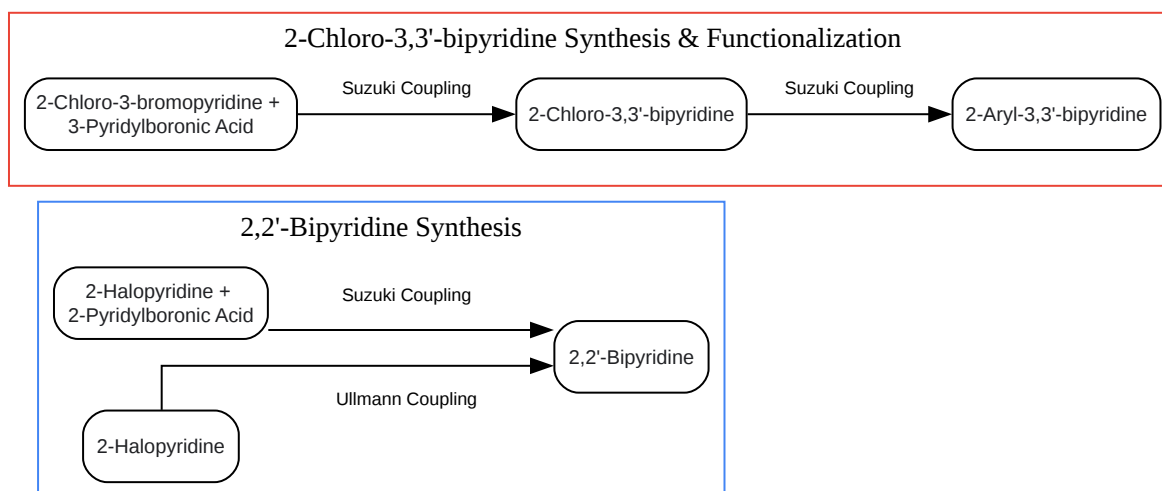 2-Chloro-3,3'-bipyridine Synthesis & Functionalization
2-Chloro-3-bromopyridine +
3-Pyridylboronic Acid
Suzuki Coupling
2-Chloro-3,3'-bipyridine
Suzuki Coupling
2-Aryl-3,3'-bipyridine
2,2'-Bipyridine Synthesis
2-Halopyridine +
2-Pyridylboronic Acid
Suzuki Coupling
2,2'-Bipyridine
Ullmann Coupling
2-Halopyridine